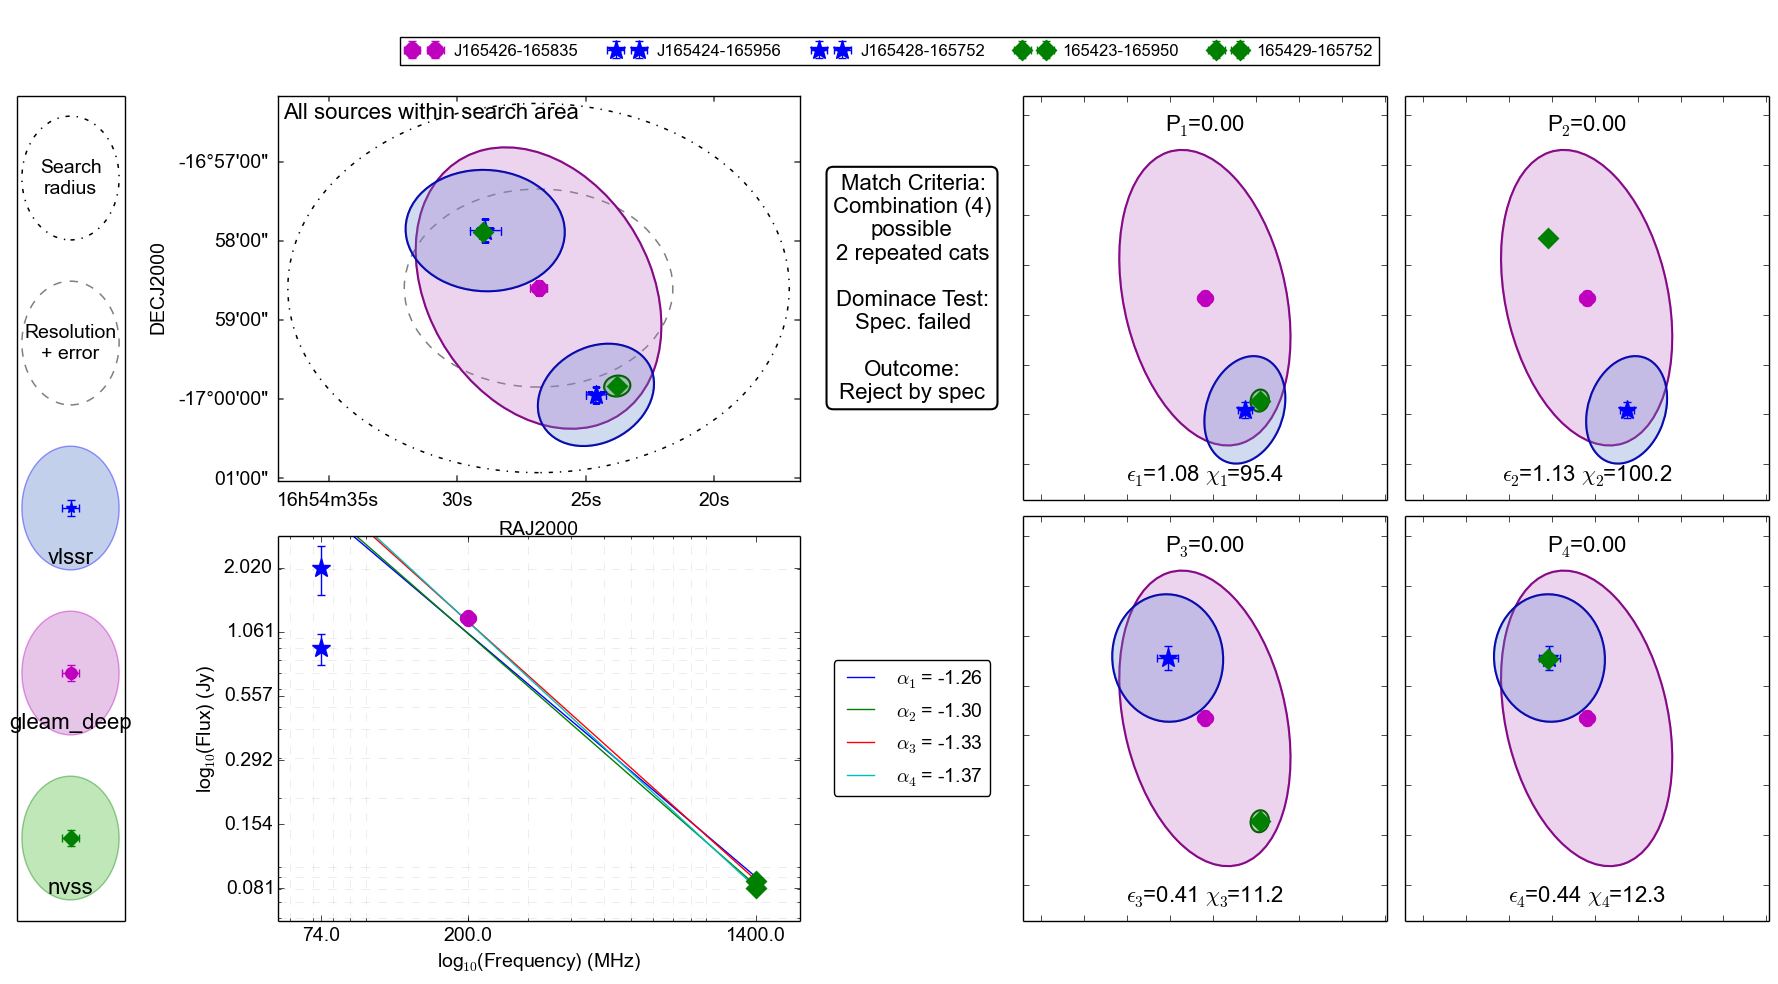 J165426-165835 J165424-165956 J165428-165752 165423-165950 165429-165752
Search
radius
Resolution
+ error
vlssr
gleam_deep
nvss
All sources within search area
-16°57'00"
58'00"
59'00"
-17°00'00"
01'00"
DECJ2000
16h54m35s 30s 25s 20s
RAJ2000
Match Criteria:
Combination (4)
possible
2 repeated cats
Dominace Test:
Spec. failed
Outcome:
Reject by spec
2.020
1.061
0.557
0.292
0.154
0.081
log₁₀(Flux) (Jy)
74.0 200.0 1400.0
log₁₀(Frequency) (MHz)
α₁ = -1.26
α₂ = -1.30
α₃ = -1.33
α₄ = -1.37
P₁=0.00
ϵ₁=1.08 χ₁=95.4
P₂=0.00
ϵ₂=1.13 χ₂=100.2
P₃=0.00
ϵ₃=0.41 χ₃=11.2
P₄=0.00
ϵ₄=0.44 χ₄=12.3